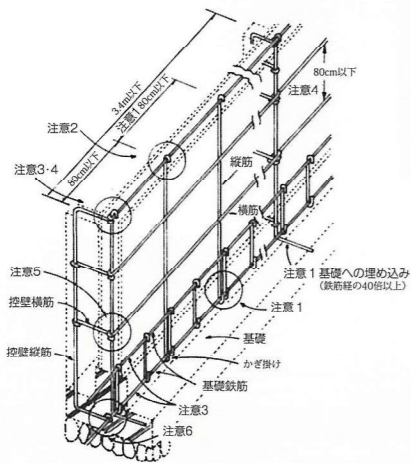 3.4m以下
注意1 80cm以下
80cm以下
80cm以下
注意4
注意2
注意3・4
縦筋
横筋
注意1 基礎への埋め込み
(鉄筋経の40倍以上)
注意5
注意1
控壁横筋
基礎
控壁縦筋
かぎ掛け
基礎鉄筋
注意3
注意6